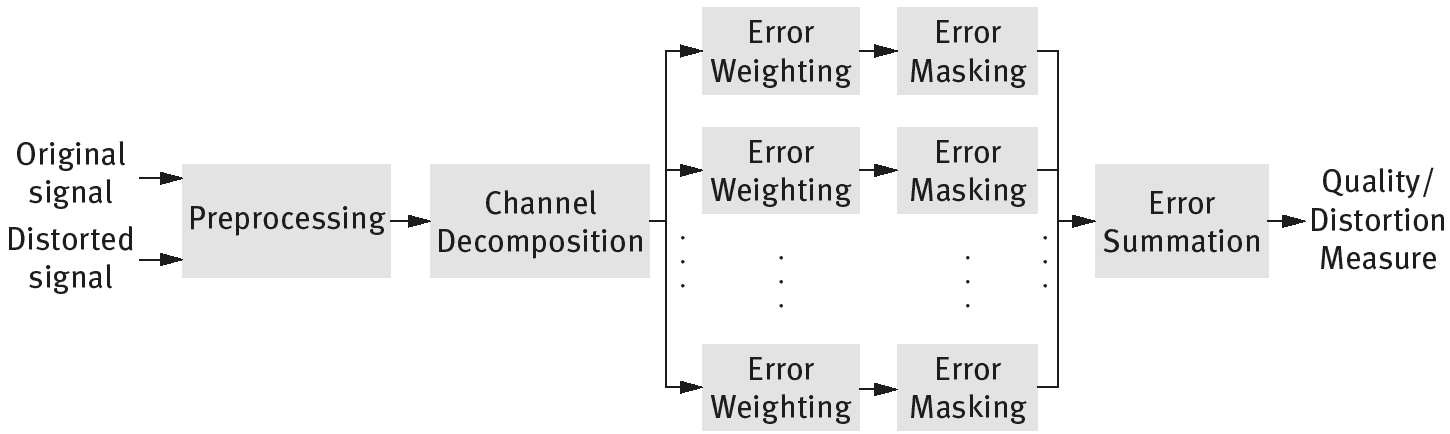 Original
signal
Distorted
signal
Preprocessing
Channel
Decomposition
Error
Weighting
Error
Masking
Error
Weighting
Error
Masking
Error
Weighting
Error
Masking
Error
Summation
Quality/
Distortion
Measure